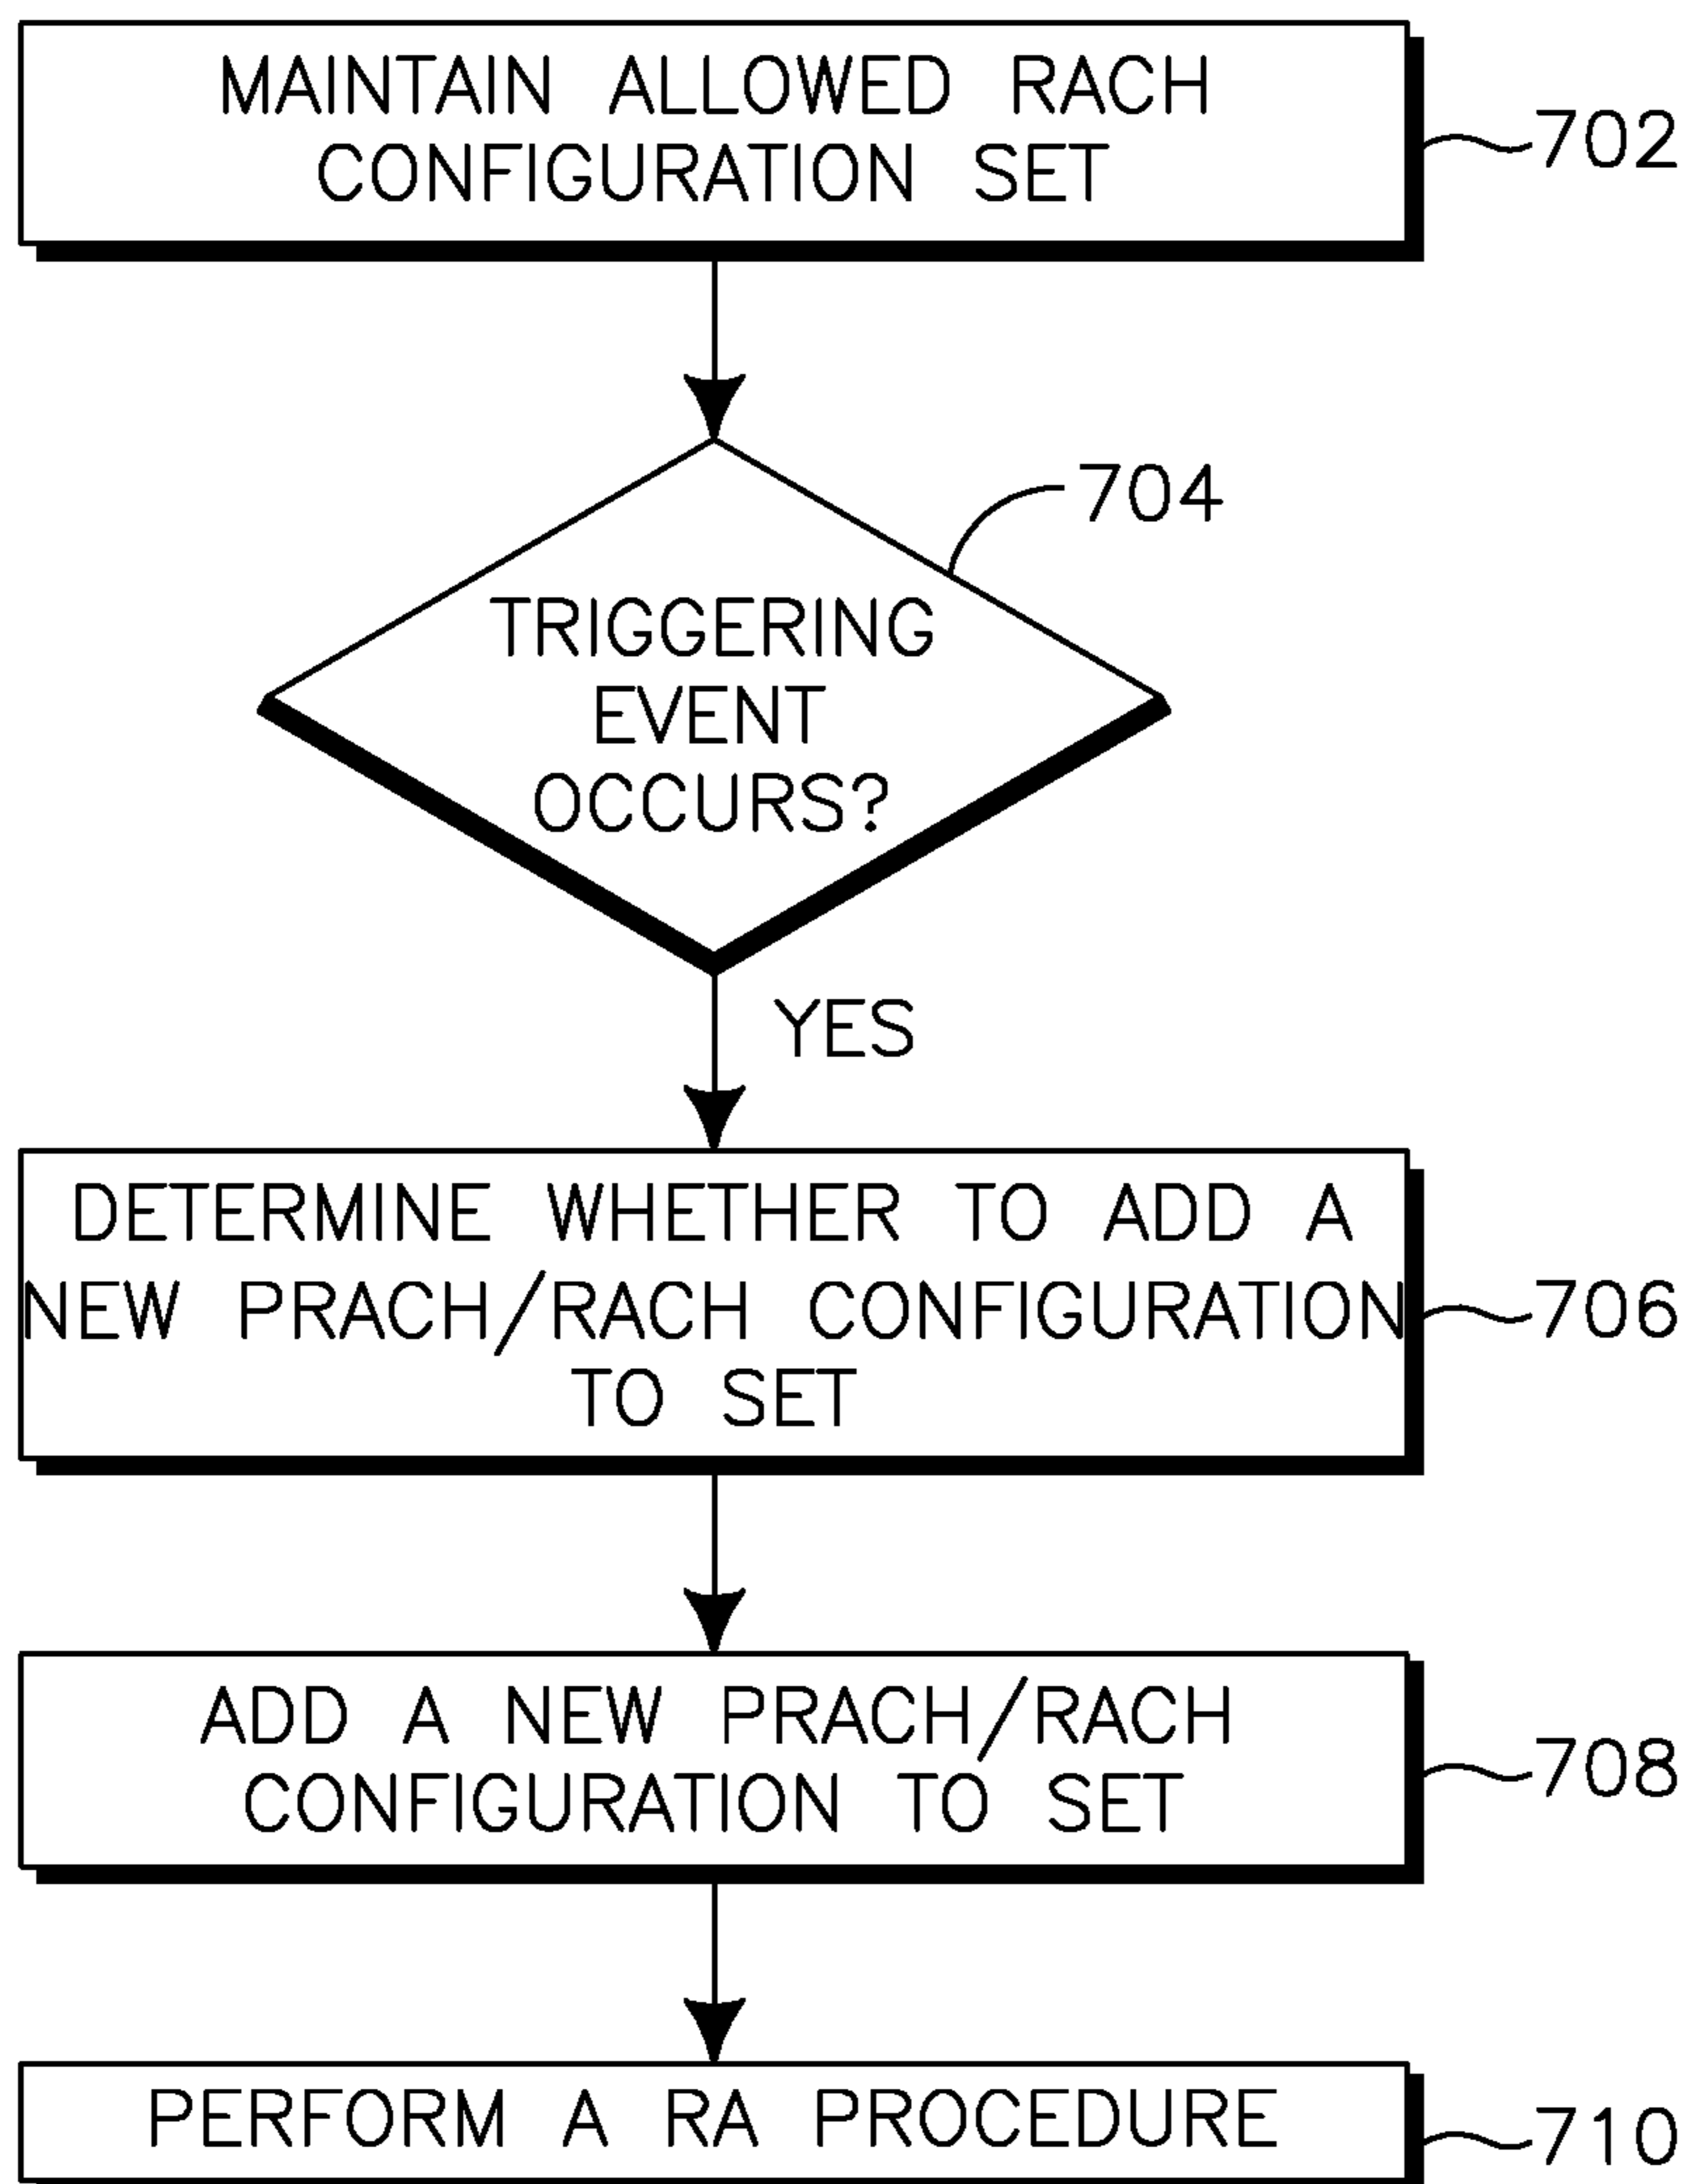 MAINTAIN ALLOWED RACH
CONFIGURATION SET
702
704
TRIGGERING
EVENT
OCCURS?
YES
DETERMINE WHETHER TO ADD A
NEW PRACH/RACH CONFIGURATION
TO SET
706
ADD A NEW PRACH/RACH
CONFIGURATION TO SET
708
PERFORM A RA PROCEDURE
710